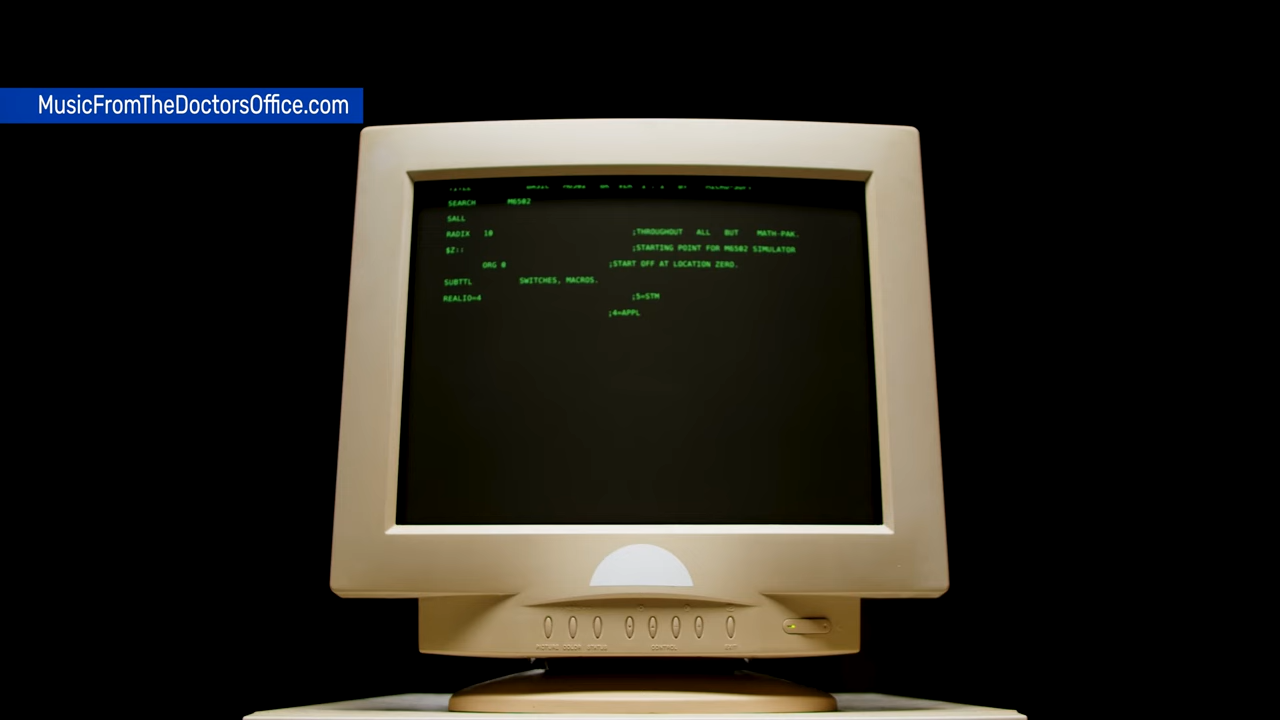 MusicFromTheDoctorsOffice.com
SEARCH M6502
SALL
RADIX 10 ;THROUGHOUT ALL BUT MATH-PAK.
$Z:: ;STARTING POINT FOR M6502 SIMULATOR
ORG 0 ;START OFF AT LOCATION ZERO.
SUBTTL SWITCHES, MACROS.
REALIO=4 ;5=STM
;4=APPL
CONTROL